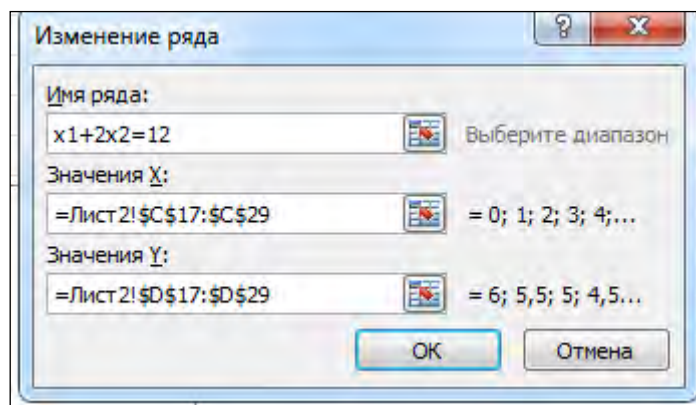 Изменение ряда
Имя ряда:
x1+2x2=12 Выберите диапазон
Значения X:
=Лист2!$C$17:$C$29 = 0; 1; 2; 3; 4;...
Значения Y:
=Лист2!$D$17:$D$29 = 6; 5,5; 5; 4,5...
ОК Отмена